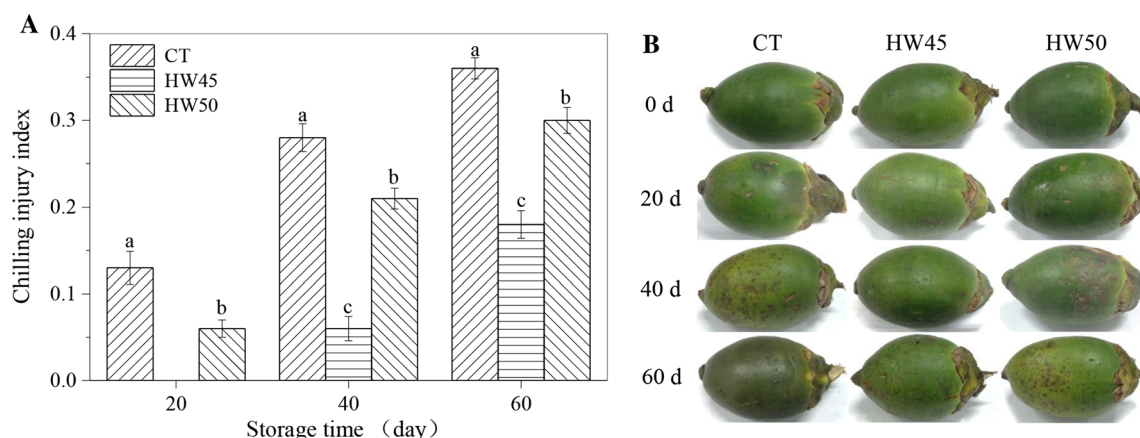 A
0.4
0.3
0.2
0.1
0.0
Chilling injury index
CT
HW45
HW50
a
b
a
c
b
a
c
b
20
40
60
Storage time （day）
B
CT HW45 HW50
0 d
20 d
40 d
60 d